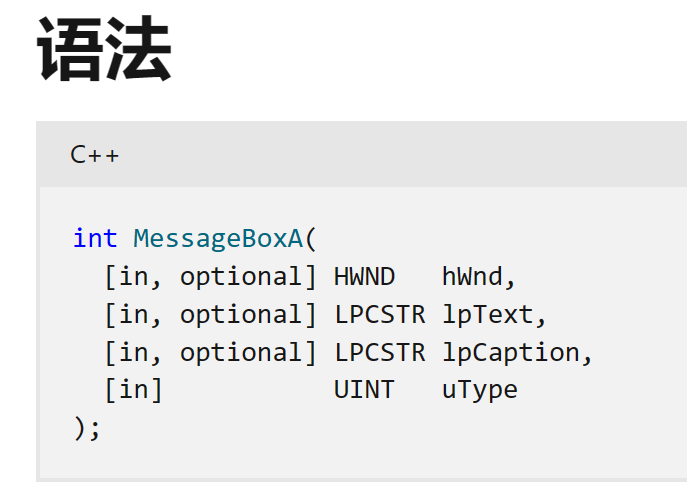 语法
C++
int MessageBoxA(
  [in, optional] HWND   hWnd,
  [in, optional] LPCSTR lpText,
  [in, optional] LPCSTR lpCaption,
  [in]           UINT   uType
);